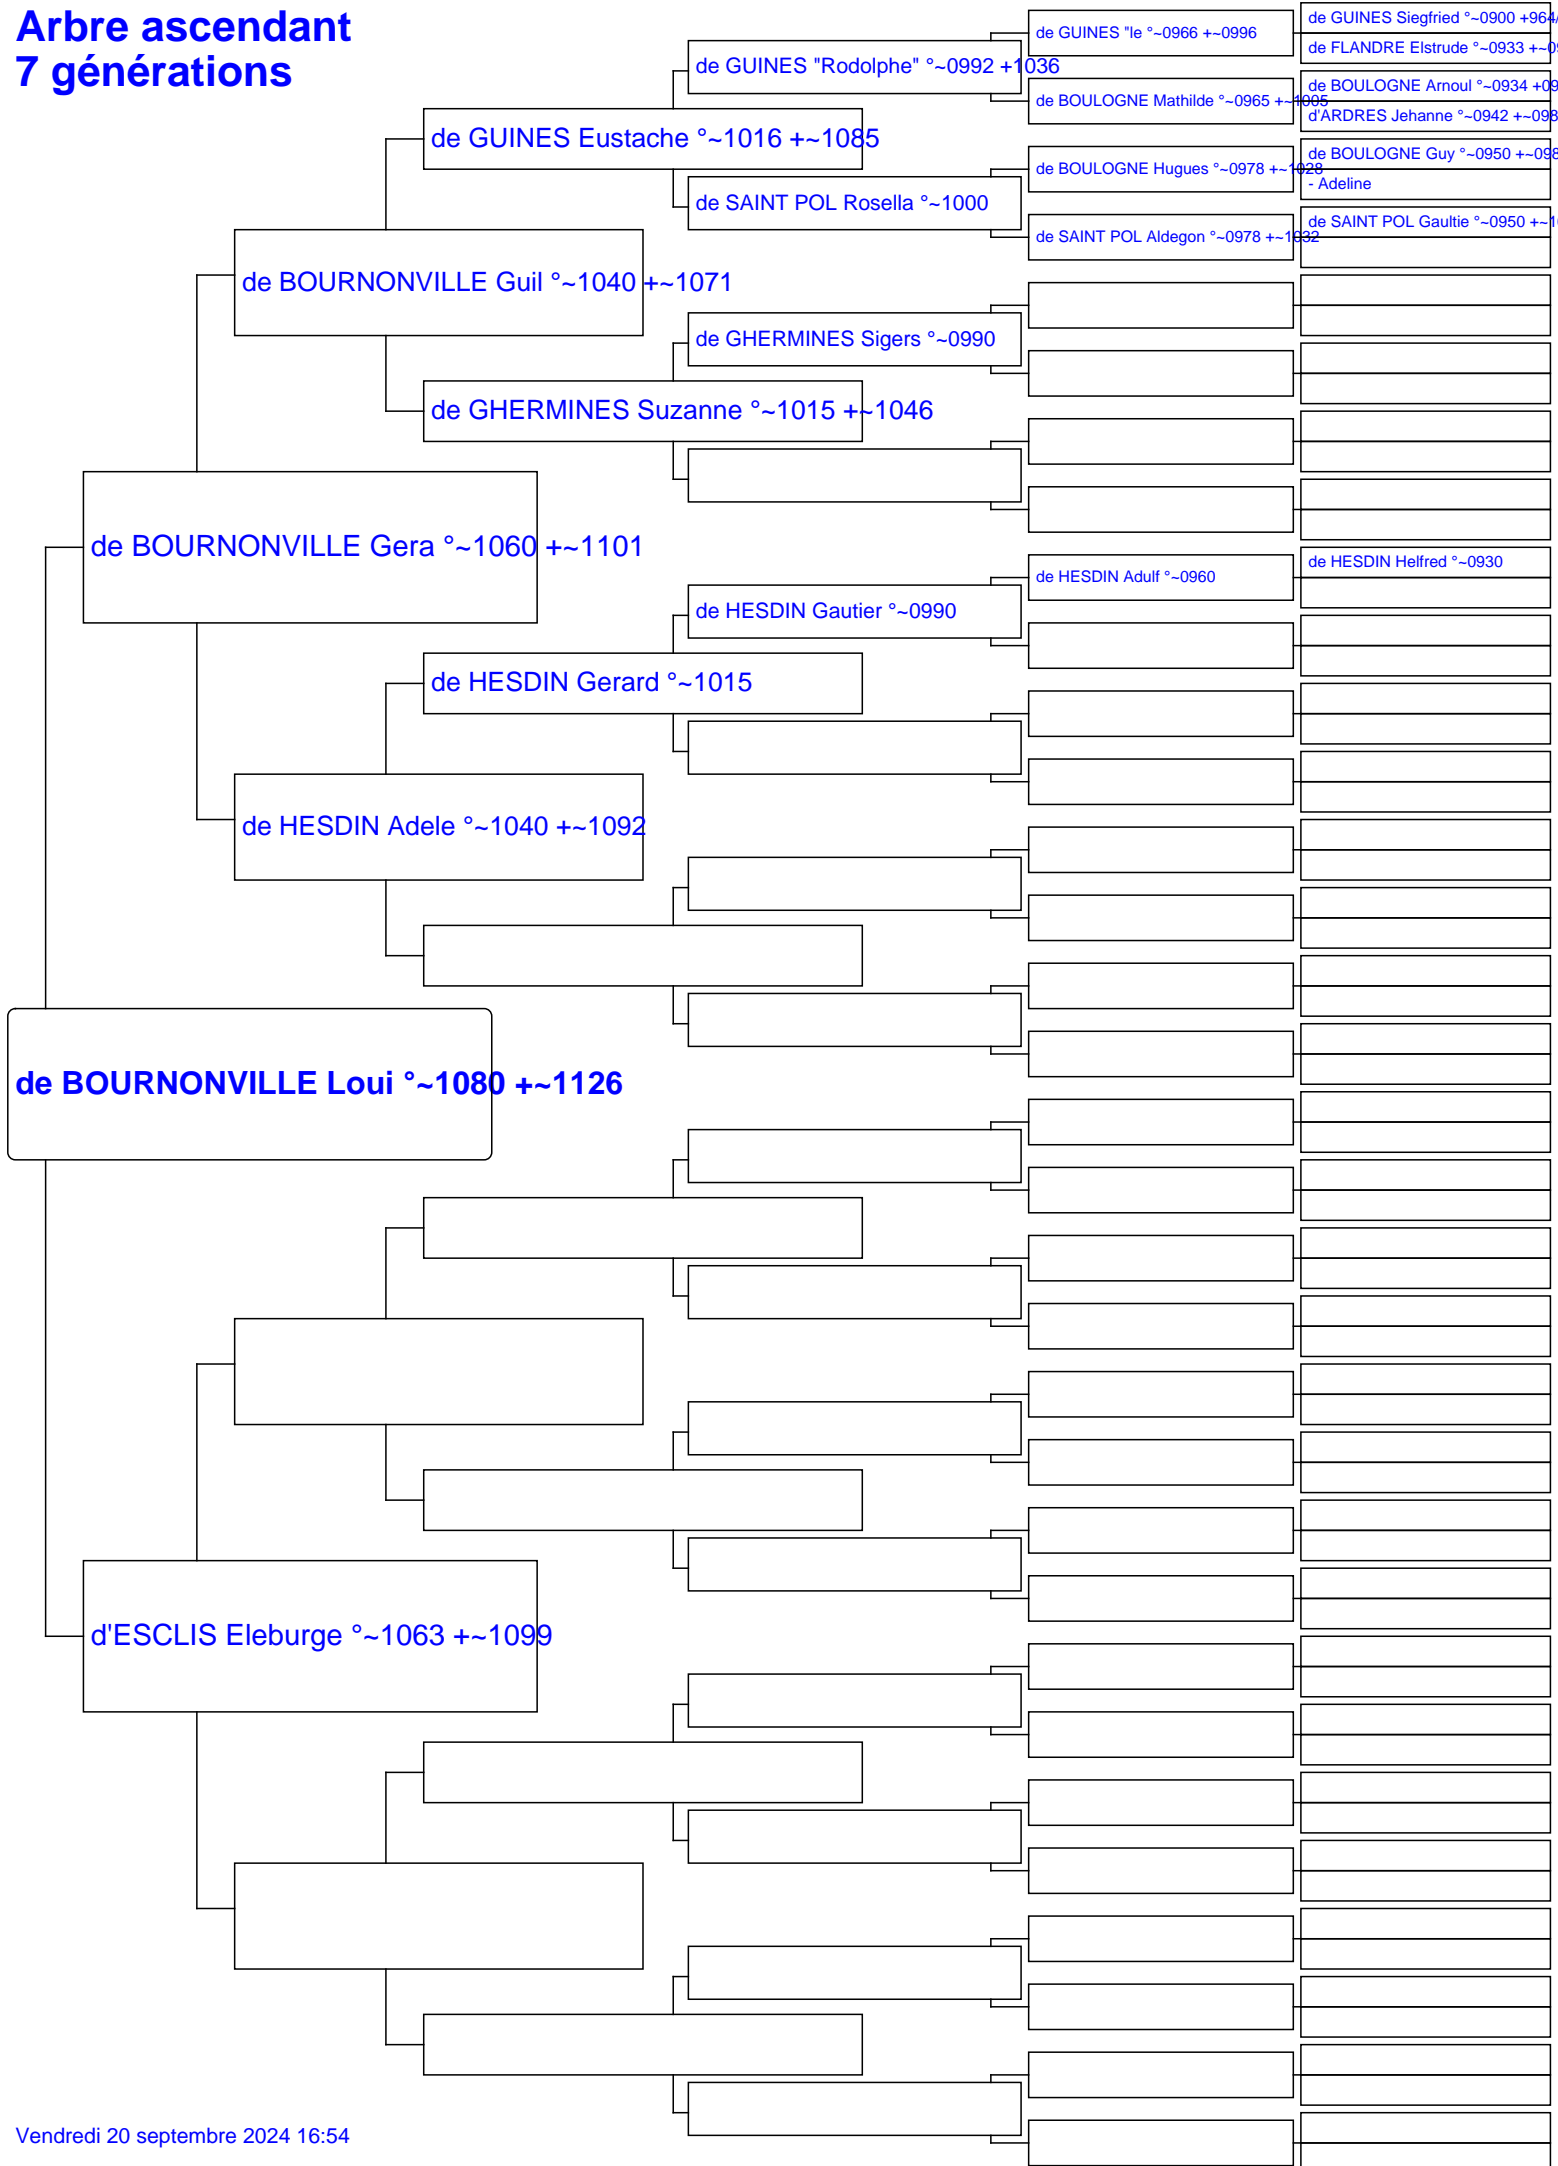 Arbre ascendant
7 générations
de GUINES Siegfried °~0900 +964/
de GUINES "le °~0966 +~0996
de FLANDRE Elstrude °~0933 +~09
de GUINES "Rodolphe" °~0992 +1036
de BOULOGNE Arnoul °~0934 +09
de BOULOGNE Mathilde °~0965 +~1005
d'ARDRES Jehanne °~0942 +~098
de GUINES Eustache °~1016 +~1085
de BOULOGNE Guy °~0950 +~098
de BOULOGNE Hugues °~0978 +~1028
- Adeline
de SAINT POL Rosella °~1000
de SAINT POL Gaultie °~0950 +~1
de SAINT POL Aldegon °~0978 +~1032
de BOURNONVILLE Guil °~1040 +~1071
de GHERMINES Sigers °~0990
de GHERMINES Suzanne °~1015 +~1046
de BOURNONVILLE Gera °~1060 +~1101
de HESDIN Helfred °~0930
de HESDIN Adulf °~0960
de HESDIN Gautier °~0990
de HESDIN Gerard °~1015
de HESDIN Adele °~1040 +~1092
de BOURNONVILLE Loui °~1080 +~1126
d'ESCLIS Eleburge °~1063 +~1099
Vendredi 20 septembre 2024 16:54